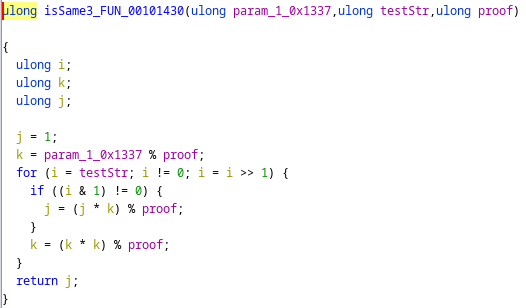 ulong isSame3_FUN_00101430(ulong param_1_0x1337,ulong testStr,ulong proof)
{
ulong i;
ulong k;
ulong j;
j = 1;
k = param_1_0x1337 % proof;
for (i = testStr; i != 0; i = i >> 1) {
if ((i & 1) != 0) {
j = (j * k) % proof;
}
k = (k * k) % proof;
}
return j;
}